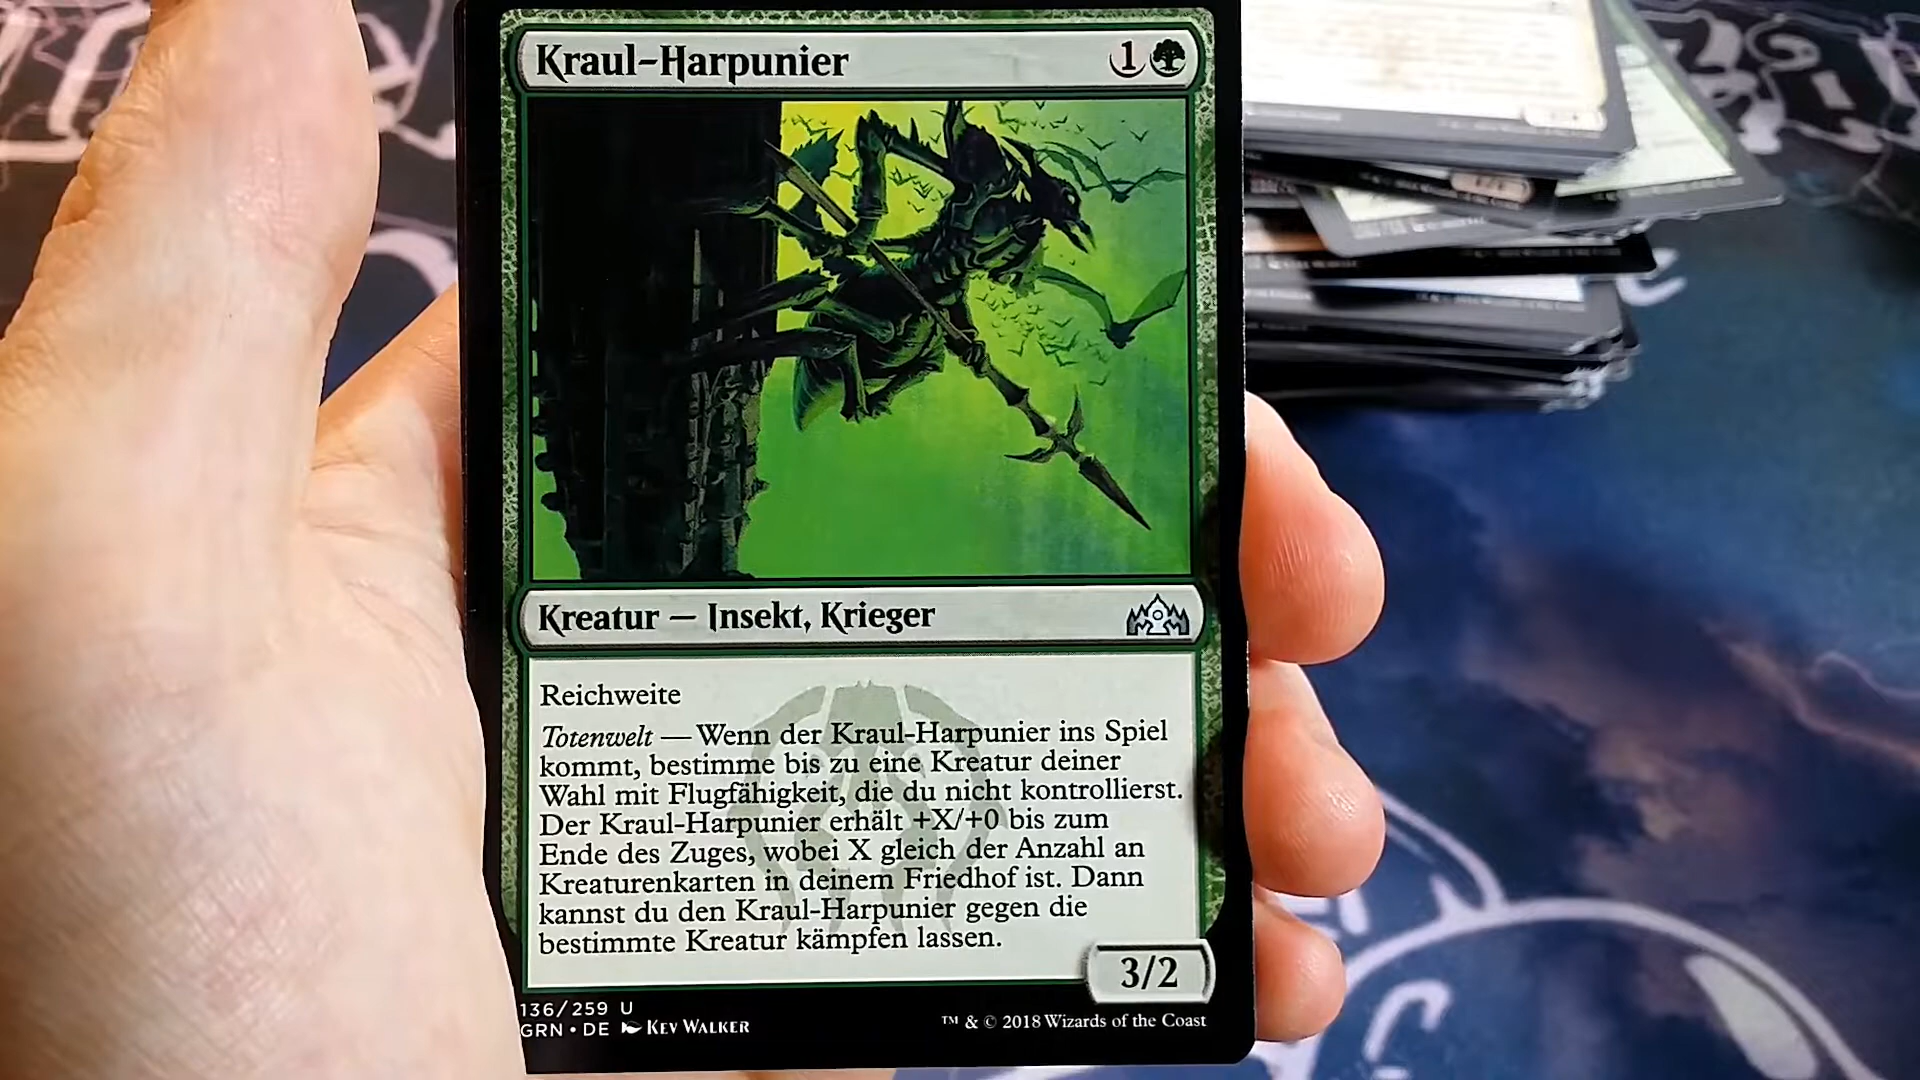 Kraul-Harpunier 1
Kreatur — Insekt, Krieger
Reichweite
Totenwelt — Wenn der Kraul-Harpunier ins Spiel
kommt, bestimme bis zu eine Kreatur deiner
Wahl mit Flugfähigkeit, die du nicht kontrollierst.
Der Kraul-Harpunier erhält +X/+0 bis zum
Ende des Zuges, wobei X gleich der Anzahl an
Kreaturenkarten in deinem Friedhof ist. Dann
kannst du den Kraul-Harpunier gegen die
bestimmte Kreatur kämpfen lassen.
3/2
136/259 U
GRN • DE Kev Walker
™ & © 2018 Wizards of the Coast